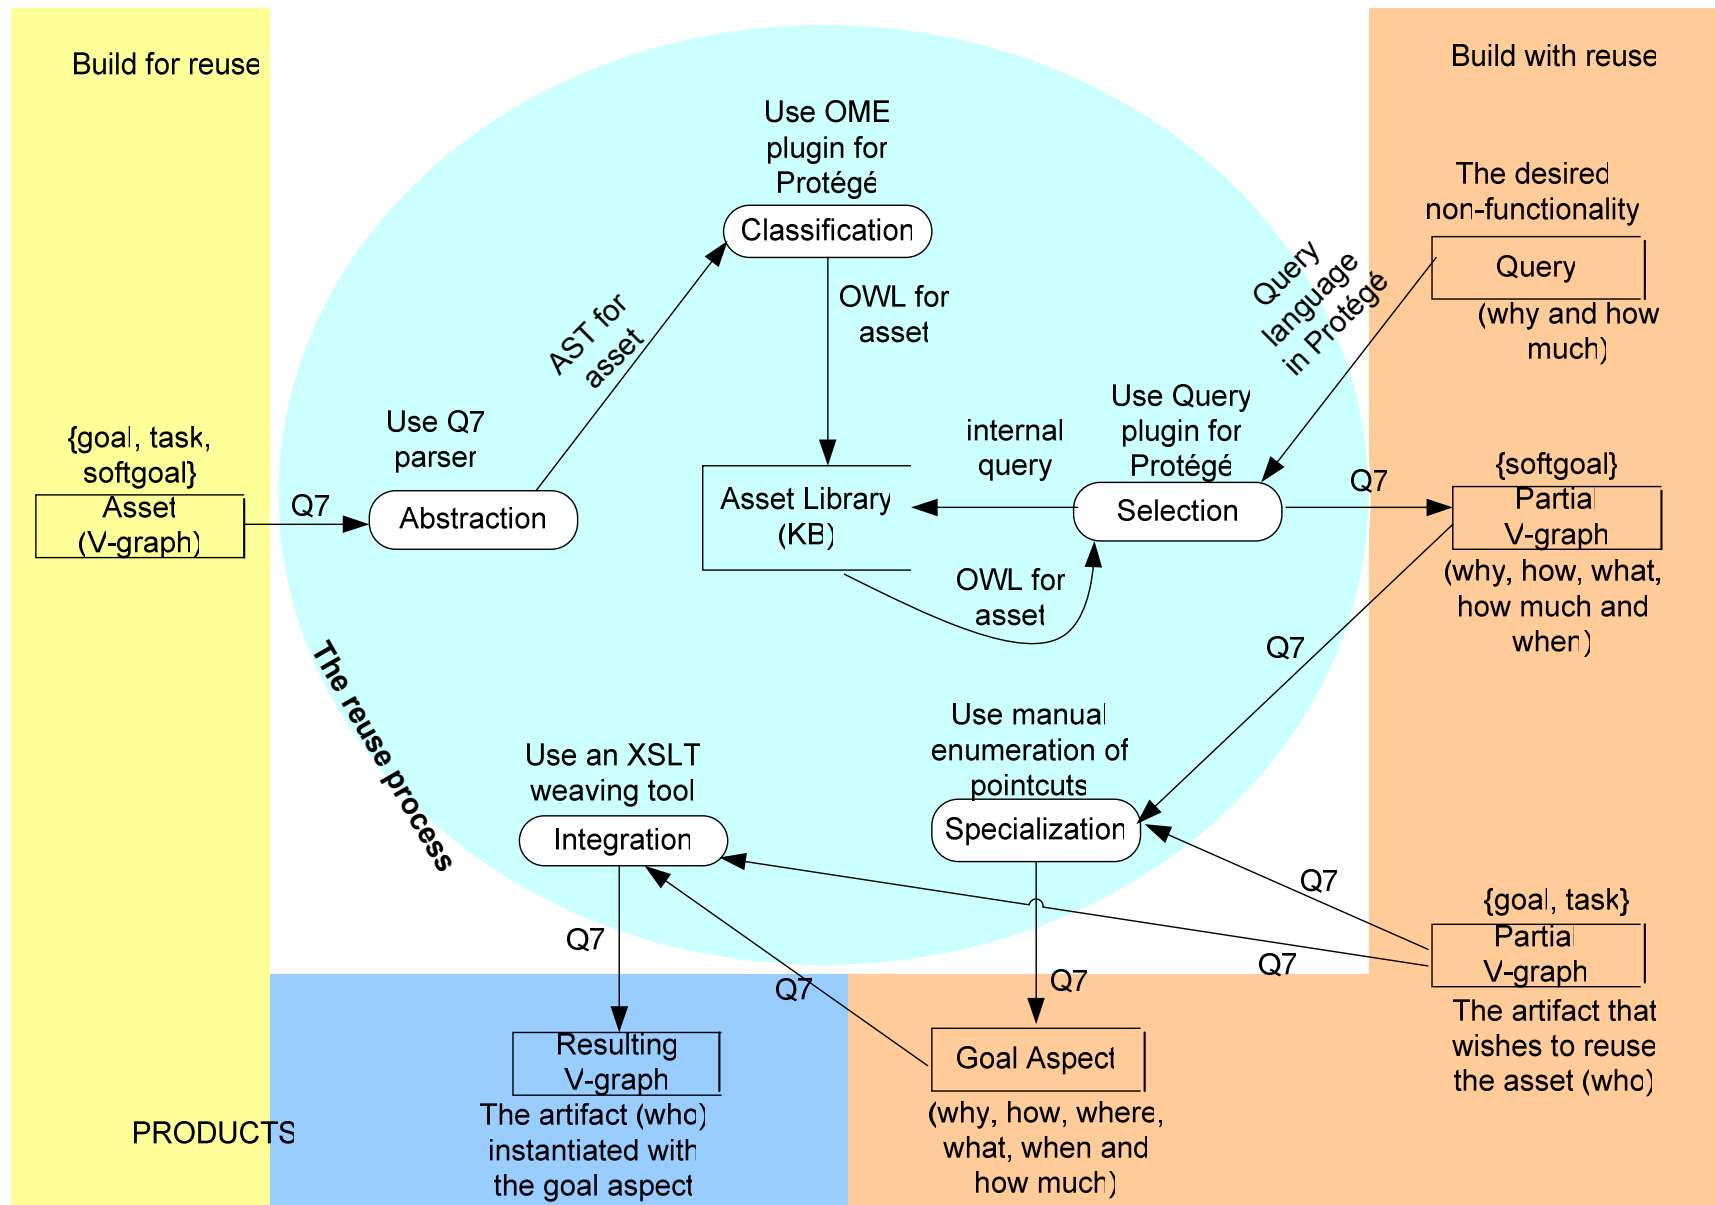 Build for reuse
Build with reuse
Use OME
plugin for
Protégé
Classification
The desired
non-functionality
Query
(why and how
much)
Query
language
in Protégé
OWL for
asset
AST for
asset
Use Q7
parser
Abstraction
{goal, task,
softgoal}
Asset
(V-graph)
Q7
Asset Library
(KB)
internal
query
Use Query
plugin for
Protégé
Selection
Q7
{softgoal}
Partial
V-graph
(why, how, what,
how much and
when)
OWL for
asset
Q7
The reuse process
Use an XSLT
weaving tool
Integration
Use manual
enumeration of
pointcuts
Specialization
Q7
{goal, task}
Partial
V-graph
The artifact that
wishes to reuse
the asset (who)
Q7
Q7
Q7
Q7
Resulting
V-graph
The artifact (who)
instantiated with
the goal aspect
Goal Aspect
(why, how, where,
what, when and
how much)
PRODUCTS